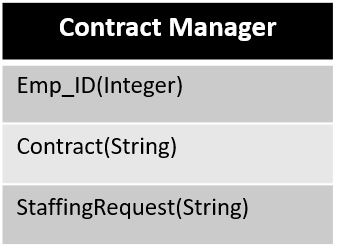 Contract Manager
Emp_ID(Integer)
Contract(String)
StaffingRequest(String)